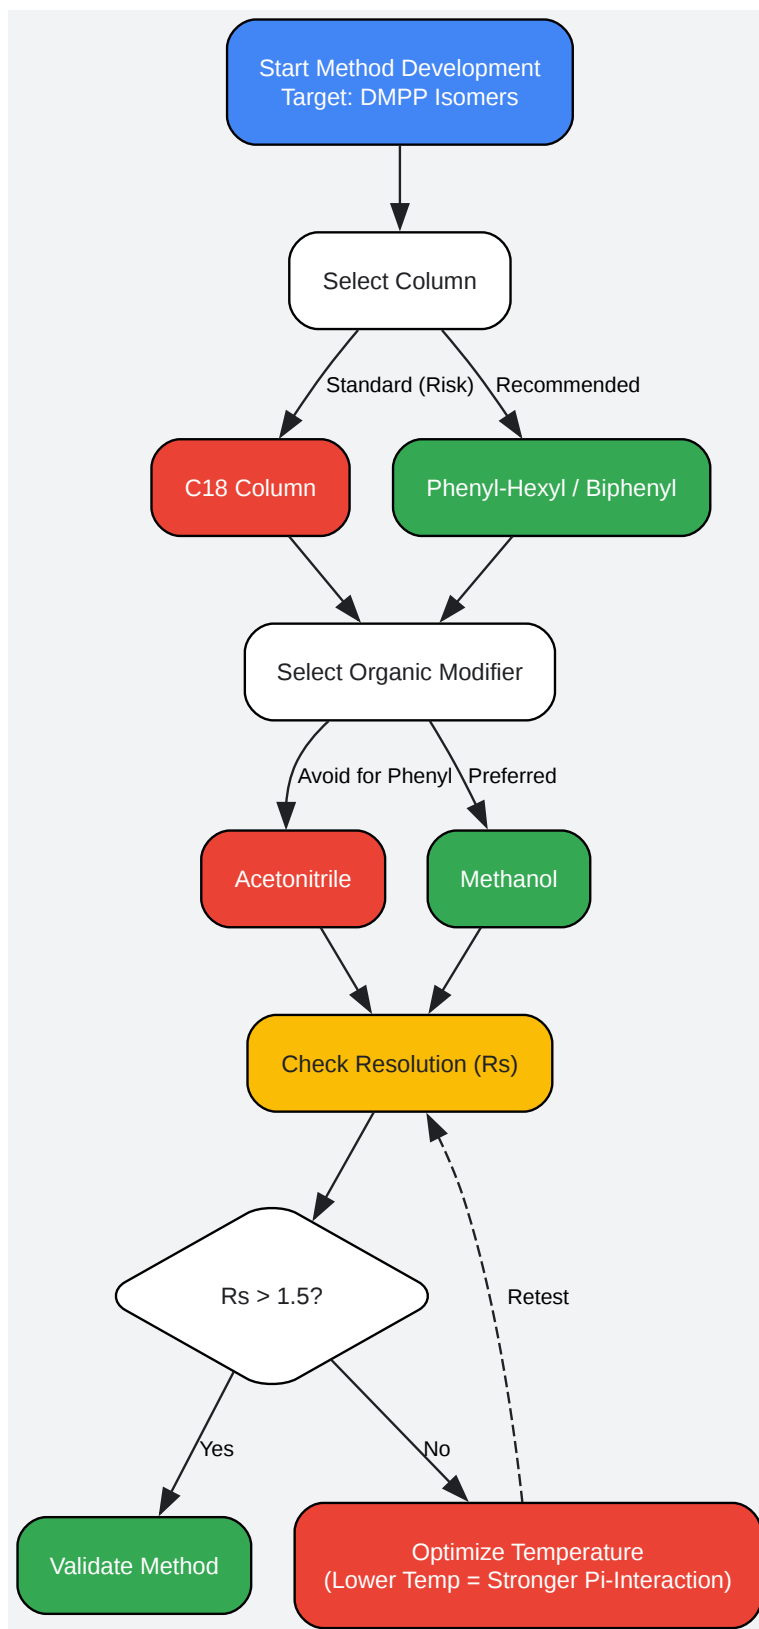 Start Method Development
Target: DMPP Isomers
Select Column
Standard (Risk)
Recommended
C18 Column
Phenyl-Hexyl / Biphenyl
Select Organic Modifier
Avoid for Phenyl
Preferred
Acetonitrile
Methanol
Check Resolution (Rs)
Rs > 1.5?
Retest
Yes
No
Validate Method
Optimize Temperature
(Lower Temp = Stronger Pi-Interaction)